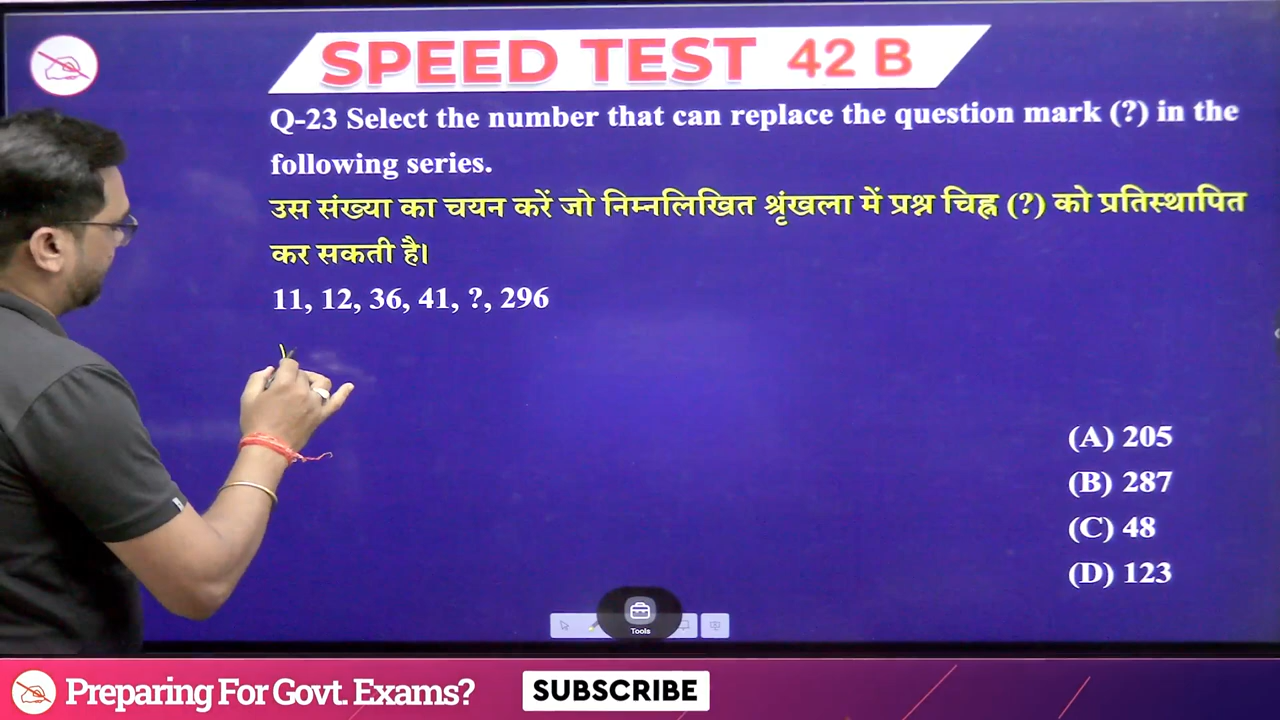 SPEED TEST 42 B
Q-23 Select the number that can replace the question mark (?) in the
following series.
उस संख्या का चयन करें जो निम्नलिखित श्रृंखला में प्रश्न चिह्न (?) को प्रतिस्थापित
कर सकती है।
11, 12, 36, 41, ?, 296
(A) 205
(B) 287
(C) 48
(D) 123
Tools
Preparing For Govt. Exams?
SUBSCRIBE